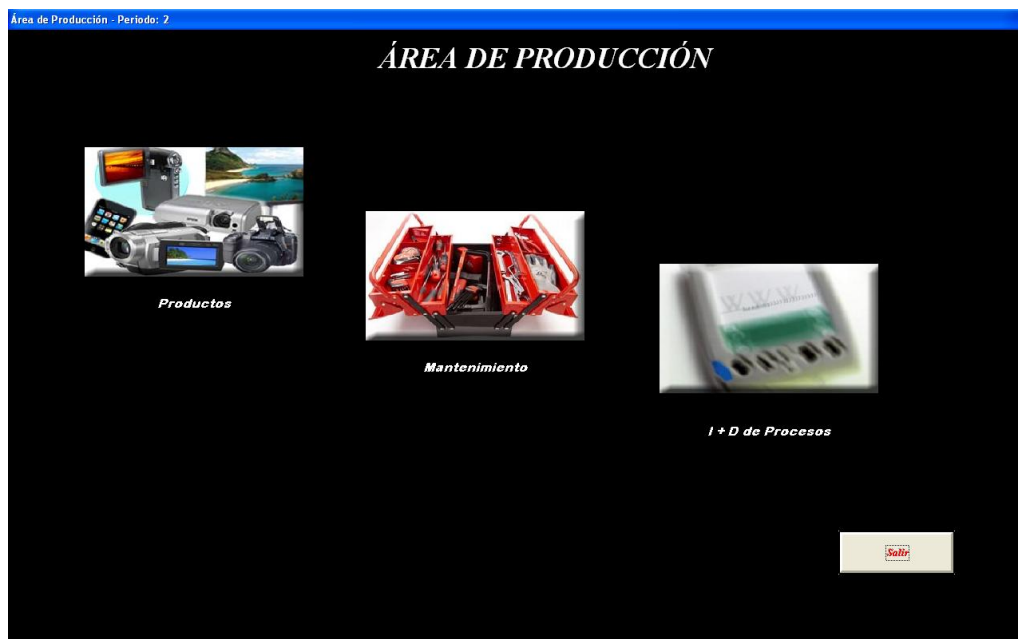 Área de Producción - Periodo: 2
ÁREA DE PRODUCCIÓN
Productos
Mantenimiento
I + D de Procesos
Salir